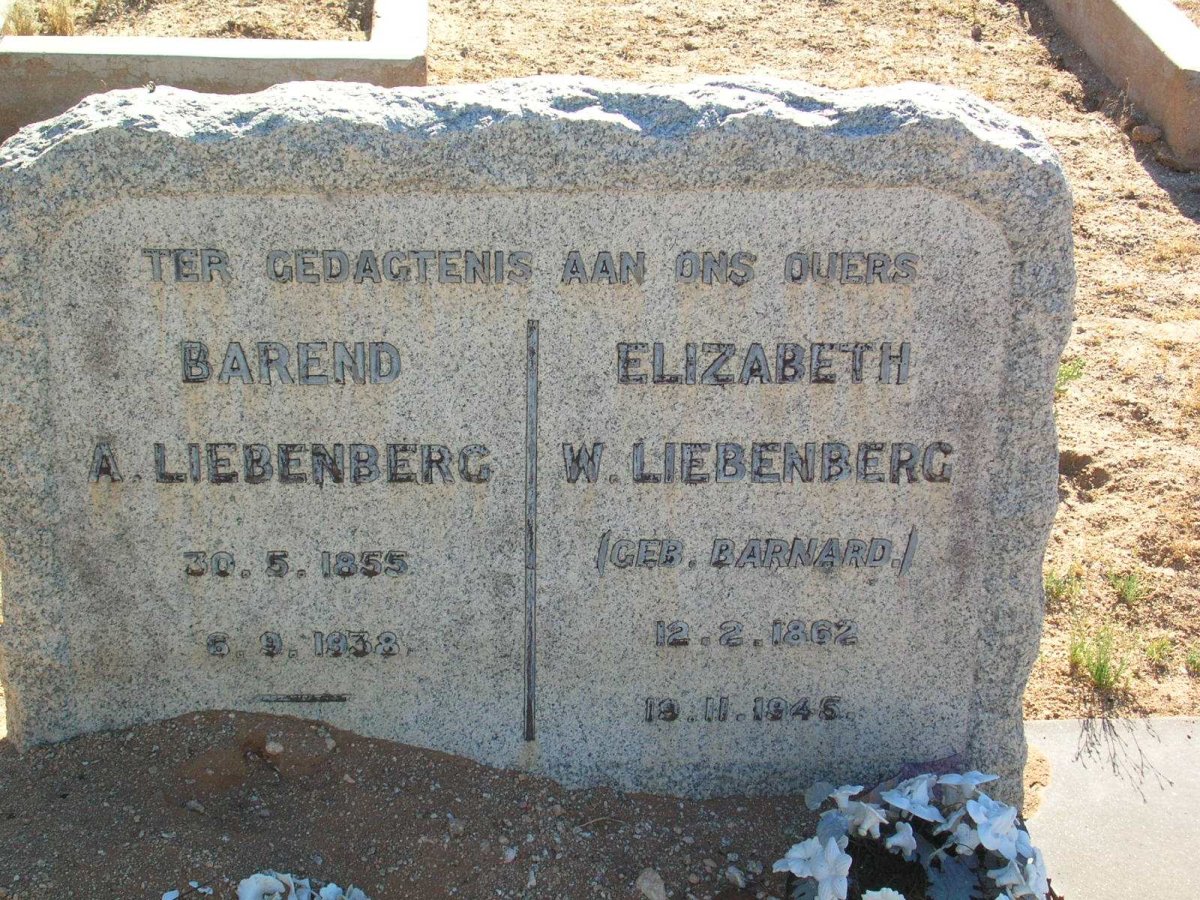 TER GEDAGTENIS AAN ONS OUERS
BAREND
A. LIEBENBERG
30. 5. 1855
6. 9. 1938.
ELIZABETH
W. LIEBENBERG
(GEB. BARNARD.)
12. 2. 1862
19. 11. 1945.